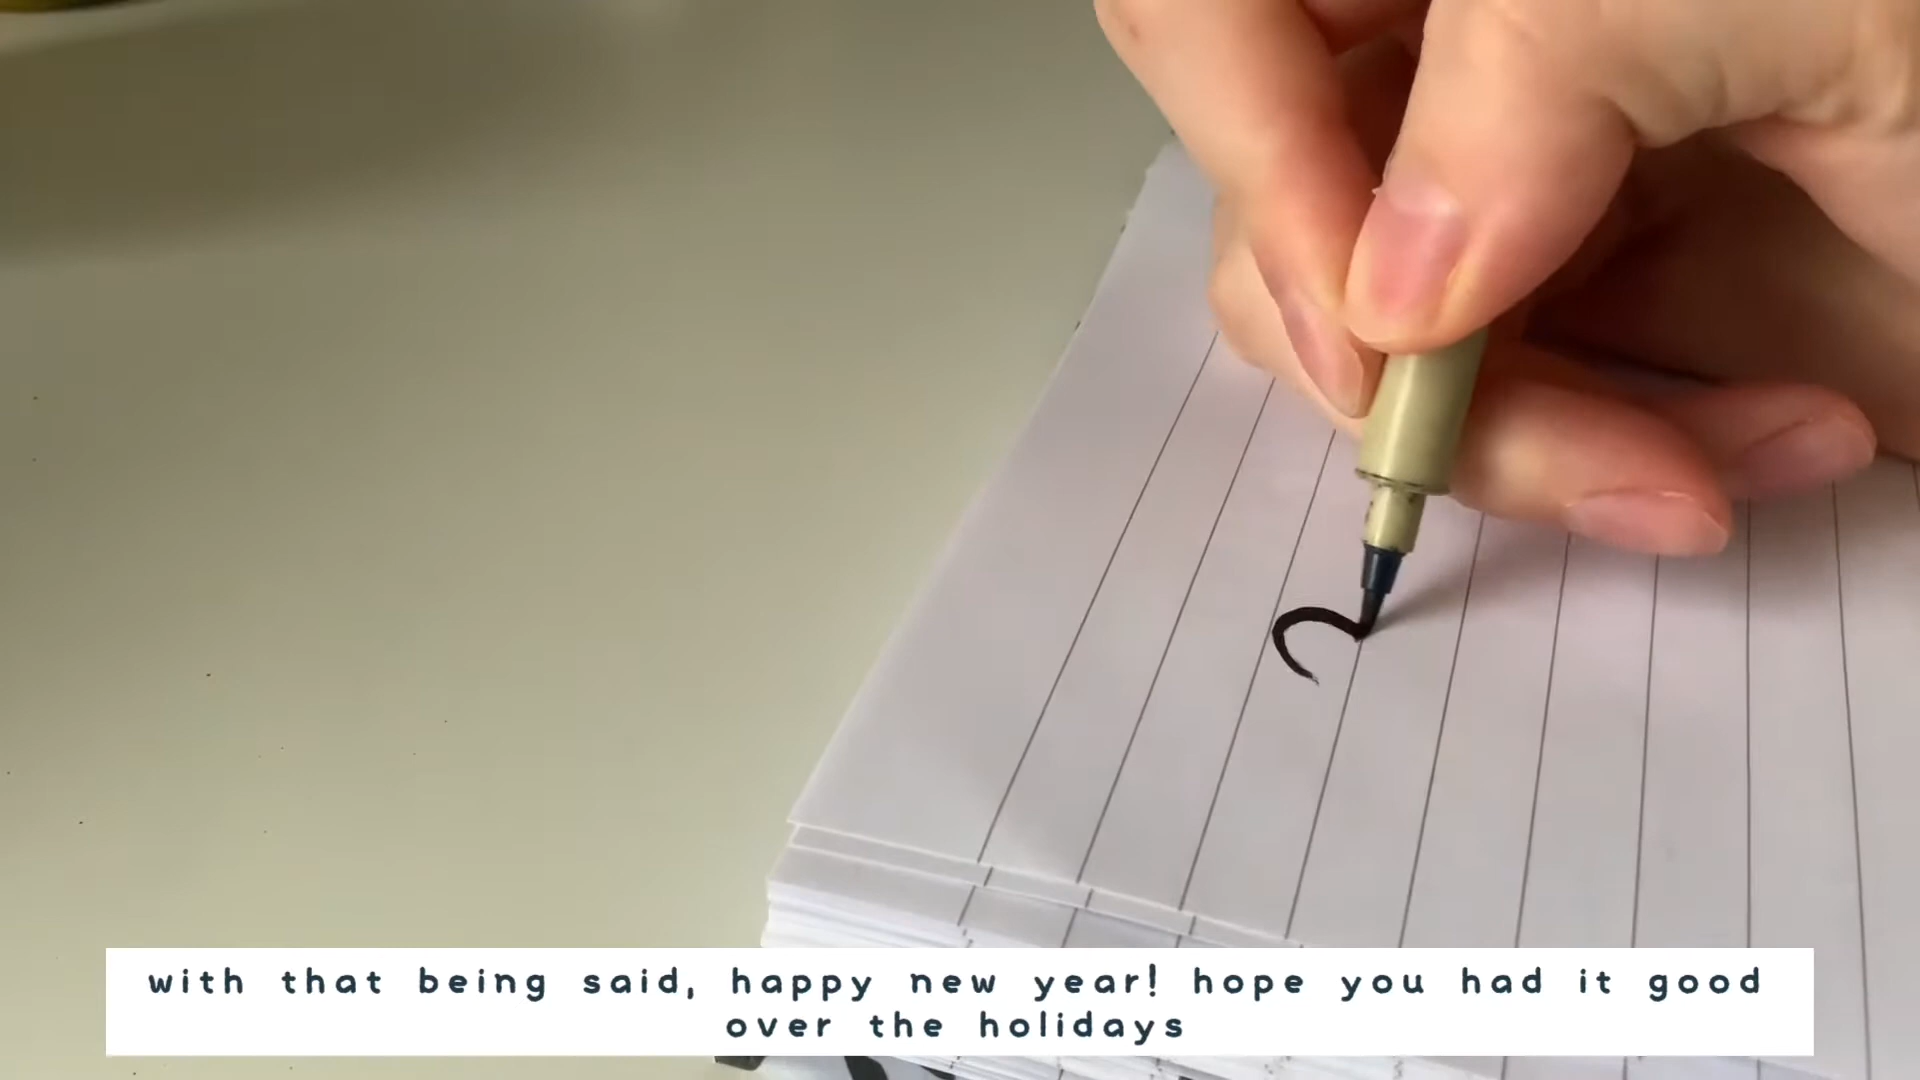 with that being said, happy new year! hope you had it good
over the holidays